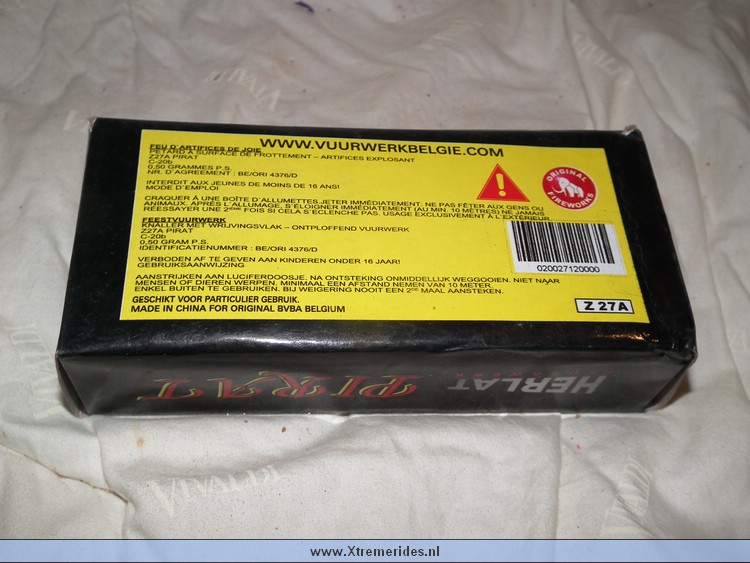 WWW.VUURWERKBELGIE.COM
FEU D'ARTIFICES DE JOIE
PETARD A SURFACE DE FROTTEMENT – ARTIFICES EXPLOSANT
Z27A PIRAT
C-20b
0,50 GRAMMES P.S.
NR. D'AGREEMENT : BE/ORI 4376/D
INTERDIT AUX JEUNES DE MOINS DE 16 ANS!
MODE D'EMPLOI
CRAQUER À UNE BOÎTE D'ALLUMETTES.JETER IMMÉDIATEMENT. NE PAS FÊTER AUX GENS OU
ANIMAUX. APRÈS L'ALLUMAGE, S'ÉLOIGNER IMMÉDIATEMENT (AU MIN. 10 MÈTRES) NE JAMAIS
RÉESSAYER UNE 2ième FOIS SI CELA S'ECLENCHE PAS. USAGE EXCLUSIVEMENT À L'EXTÉRIEUR.
FEESTVUURWERK
KNALLER MET WRIJVINGSVLAK – ONTPLOFFEND VUURWERK
Z27A PIRAT
C-20b
0,50 GRAM P.S.
IDENTIFICATIENUMMER : BE/ORI 4376/D
VERBODEN AF TE GEVEN AAN KINDEREN ONDER 16 JAAR!
GEBRUIKSAANWIJZING
AANSTRIJKEN AAN LUCIFERDOOSJE. NA ONTSTEKING ONMIDDELIJK WEGGOOIEN. NIET NAAR
MENSEN OF DIEREN WERPEN. MINIMAAL EEN AFSTAND NEMEN VAN 10 METER.
ENKEL BUITEN TE GEBRUIKEN. BIJ WEIGERING NOOIT EEN 2DE MAAL AANSTEKEN.
GESCHIKT VOOR PARTICULIER GEBRUIK.
MADE IN CHINA FOR ORIGINAL BVBA BELGIUM
ORIGINAL
FIREWORKS
020027120000
Z 27A
HERLAT
PIRAT
VIVALDI
www.Xtremerides.nl